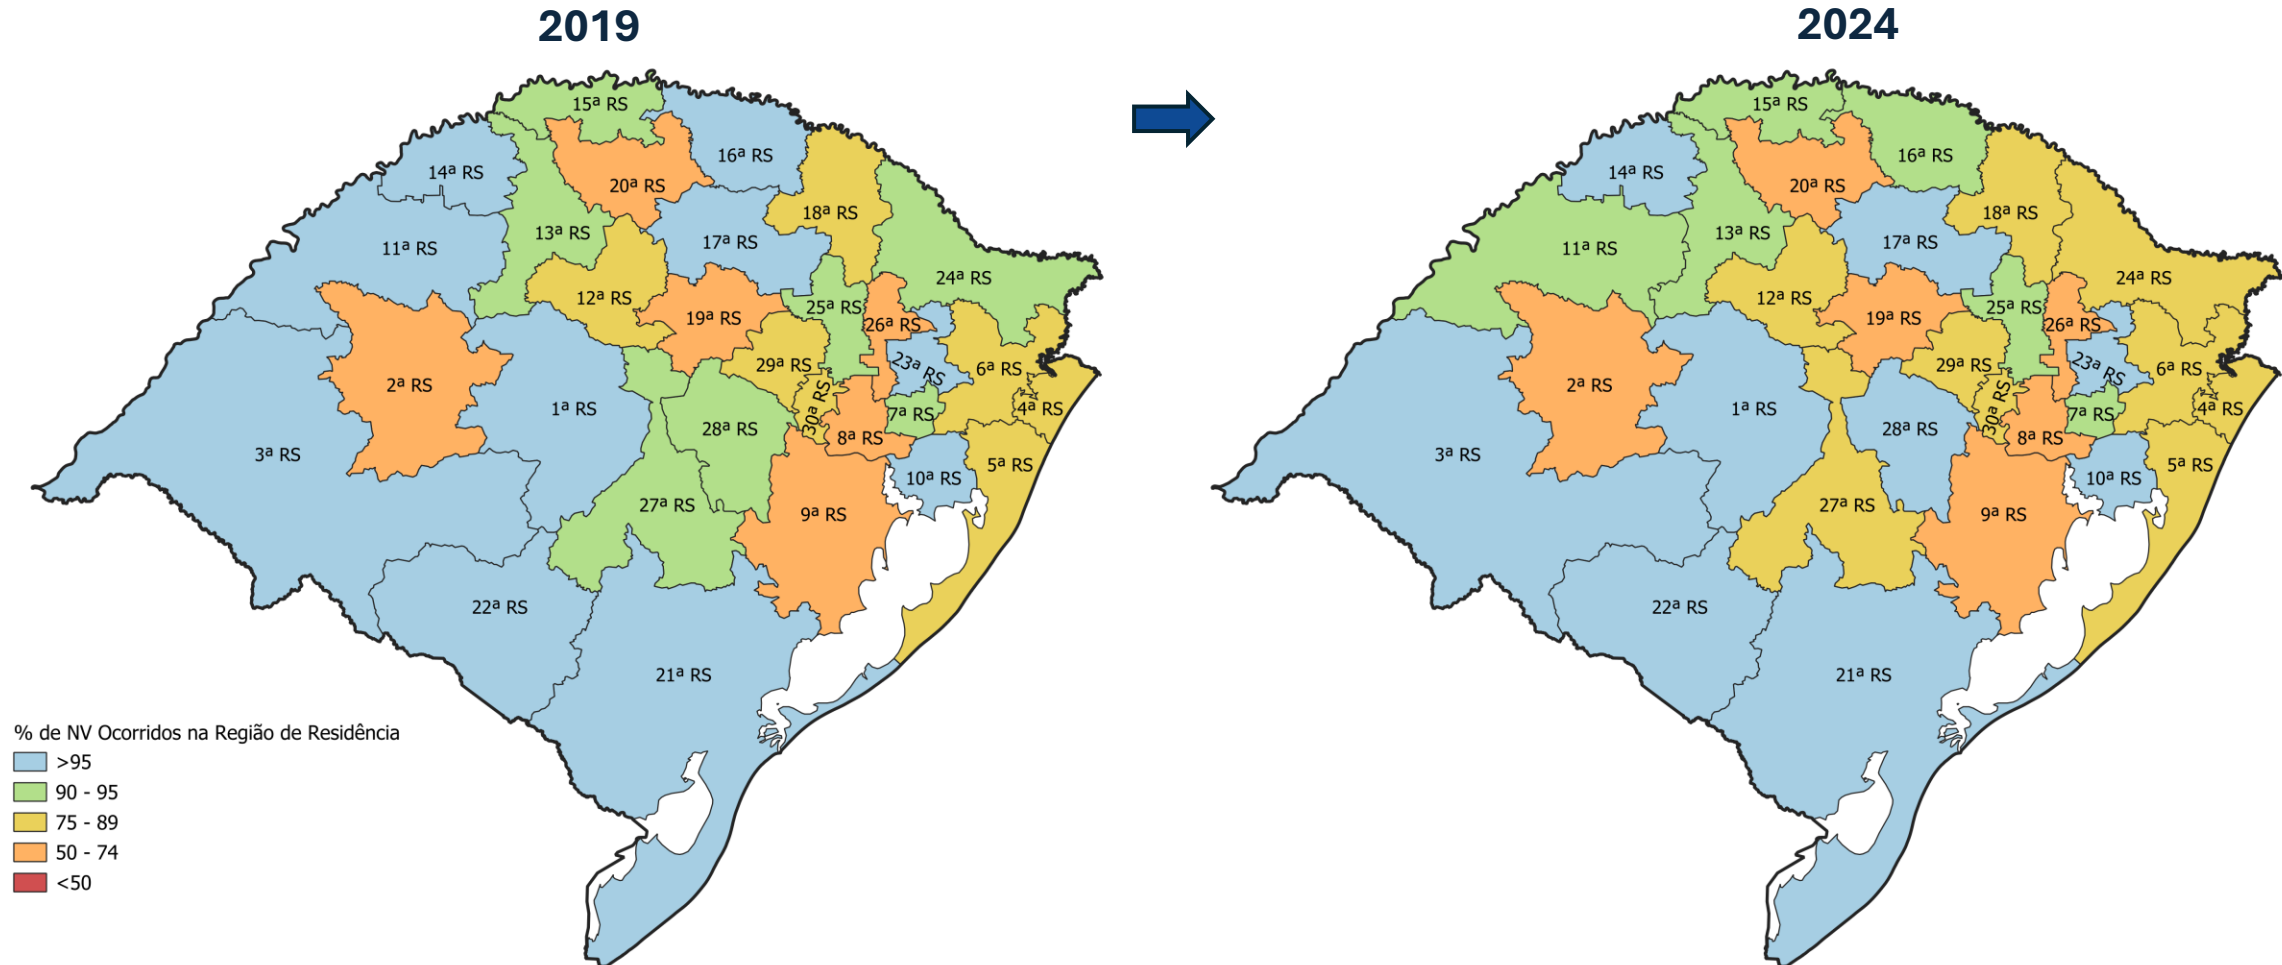 2019
15ª RS
16ª RS
14ª RS
20ª RS
18ª RS
13ª RS
17ª RS
11ª RS
24ª RS
12ª RS
25ª RS
19ª RS
26ª RS
29ª RS
23ª RS
6ª RS
2ª RS
30ª RS
1ª RS
4ª RS
7ª RS
28ª RS
8ª RS
3ª RS
5ª RS
10ª RS
27ª RS
9ª RS
22ª RS
21ª RS
% de NV Ocorridos na Região de Residência
>95
90 - 95
75 - 89
50 - 74
<50
2024
15ª RS
16ª RS
14ª RS
20ª RS
18ª RS
13ª RS
17ª RS
11ª RS
24ª RS
12ª RS
25ª RS
19ª RS
26ª RS
29ª RS
23ª RS
6ª RS
2ª RS
30ª RS
1ª RS
4ª RS
7ª RS
28ª RS
8ª RS
3ª RS
5ª RS
10ª RS
27ª RS
9ª RS
22ª RS
21ª RS